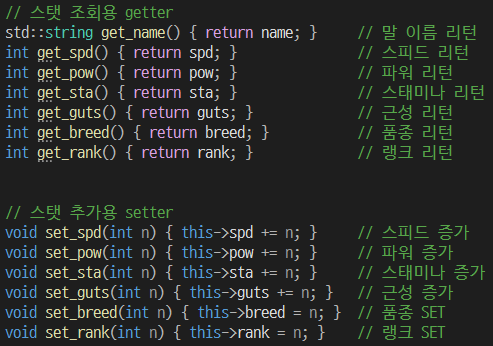 // 스탯 조회용 getter
std::string get_name() { return name; } // 말 이름 리턴
int get_spd() { return spd; } // 스피드 리턴
int get_pow() { return pow; } // 파워 리턴
int get_sta() { return sta; } // 스태미나 리턴
int get_guts() { return guts; } // 근성 리턴
int get_breed() { return breed; } // 품종 리턴
int get_rank() { return rank; } // 랭크 리턴
// 스탯 추가용 setter
void set_spd(int n) { this->spd += n; } // 스피드 증가
void set_pow(int n) { this->pow += n; } // 파워 증가
void set_sta(int n) { this->sta += n; } // 스태미나 증가
void set_guts(int n) { this->guts += n; } // 근성 증가
void set_breed(int n) { this->breed = n; } // 품종 SET
void set_rank(int n) { this->rank = n; } // 랭크 SET